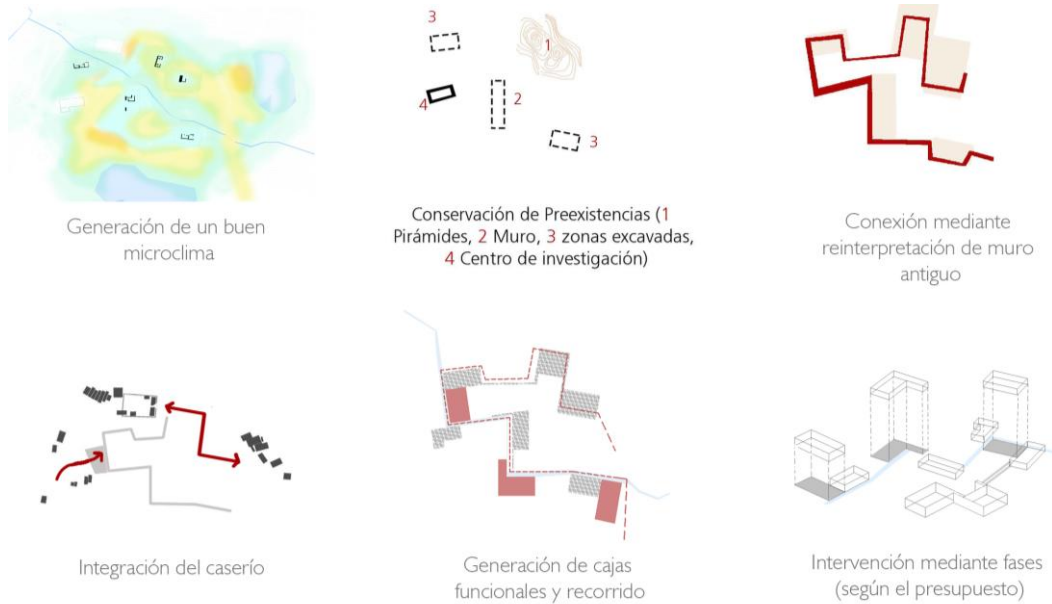 3
1
4
2
3
Generación de un buen
microclima
Conservación de Preexistencias (1
Pirámides, 2 Muro, 3 zonas excavadas,
4 Centro de investigación)
Conexión mediante
reinterpretación de muro
antiguo
Integración del caserío
Generación de cajas
funcionales y recorrido
Intervención mediante fases
(según el presupuesto)